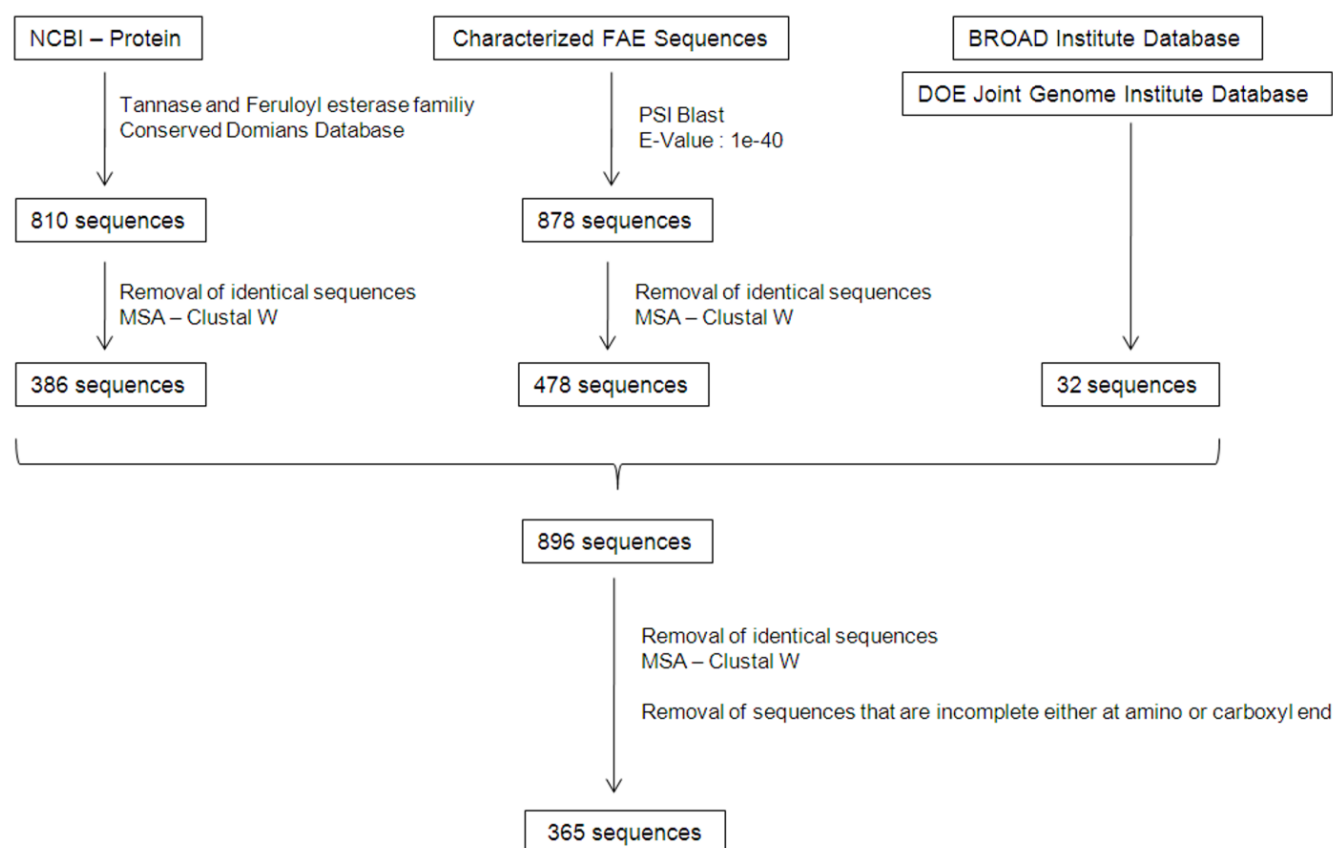 NCBI – Protein
Characterized FAE Sequences
BROAD Institute Database
DOE Joint Genome Institute Database
Tannase and Feruloyl esterase familiy
Conserved Domians Database
PSI Blast
E-Value : 1e-40
810 sequences
878 sequences
Removal of identical sequences
MSA – Clustal W
Removal of identical sequences
MSA – Clustal W
386 sequences
478 sequences
32 sequences
896 sequences
Removal of identical sequences
MSA – Clustal W
Removal of sequences that are incomplete either at amino or carboxyl end
365 sequences